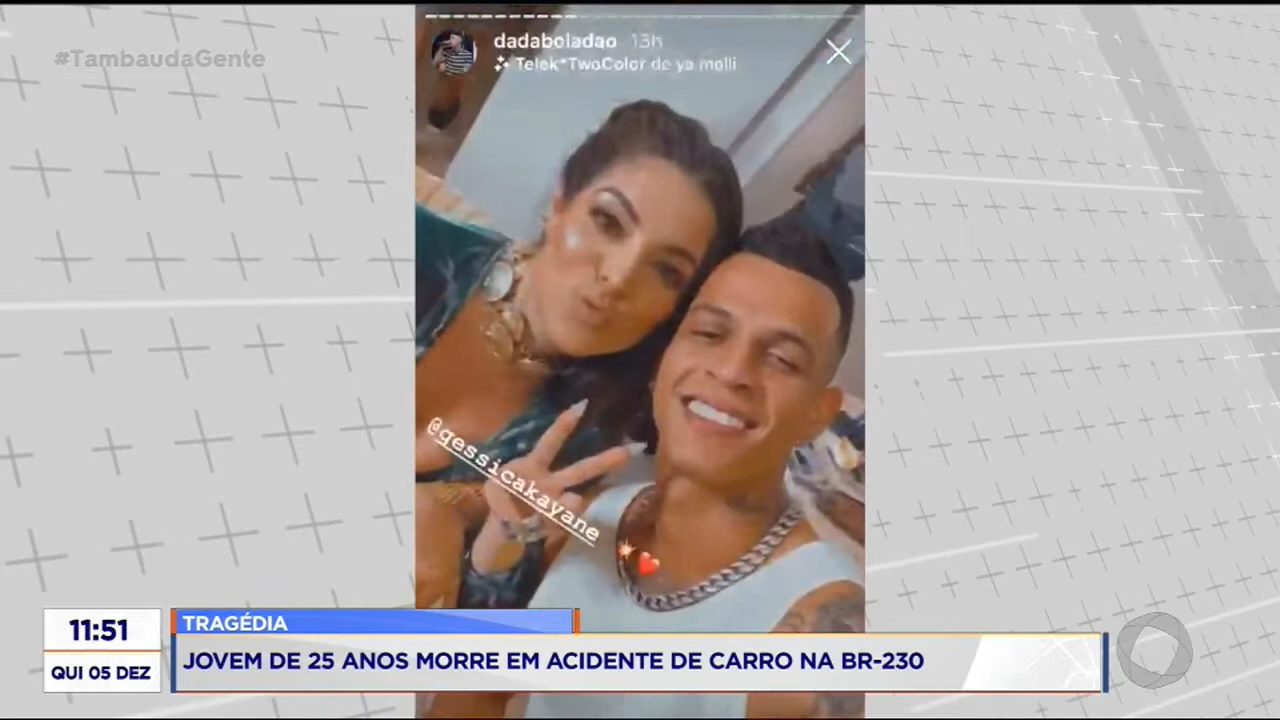 #TambaudaGente
dadaboladao 13h
Telek*TwoColor de ya molli
@gessicakayane
11:51
QUI 05 DEZ
TRAGÉDIA
JOVEM DE 25 ANOS MORRE EM ACIDENTE DE CARRO NA BR-230